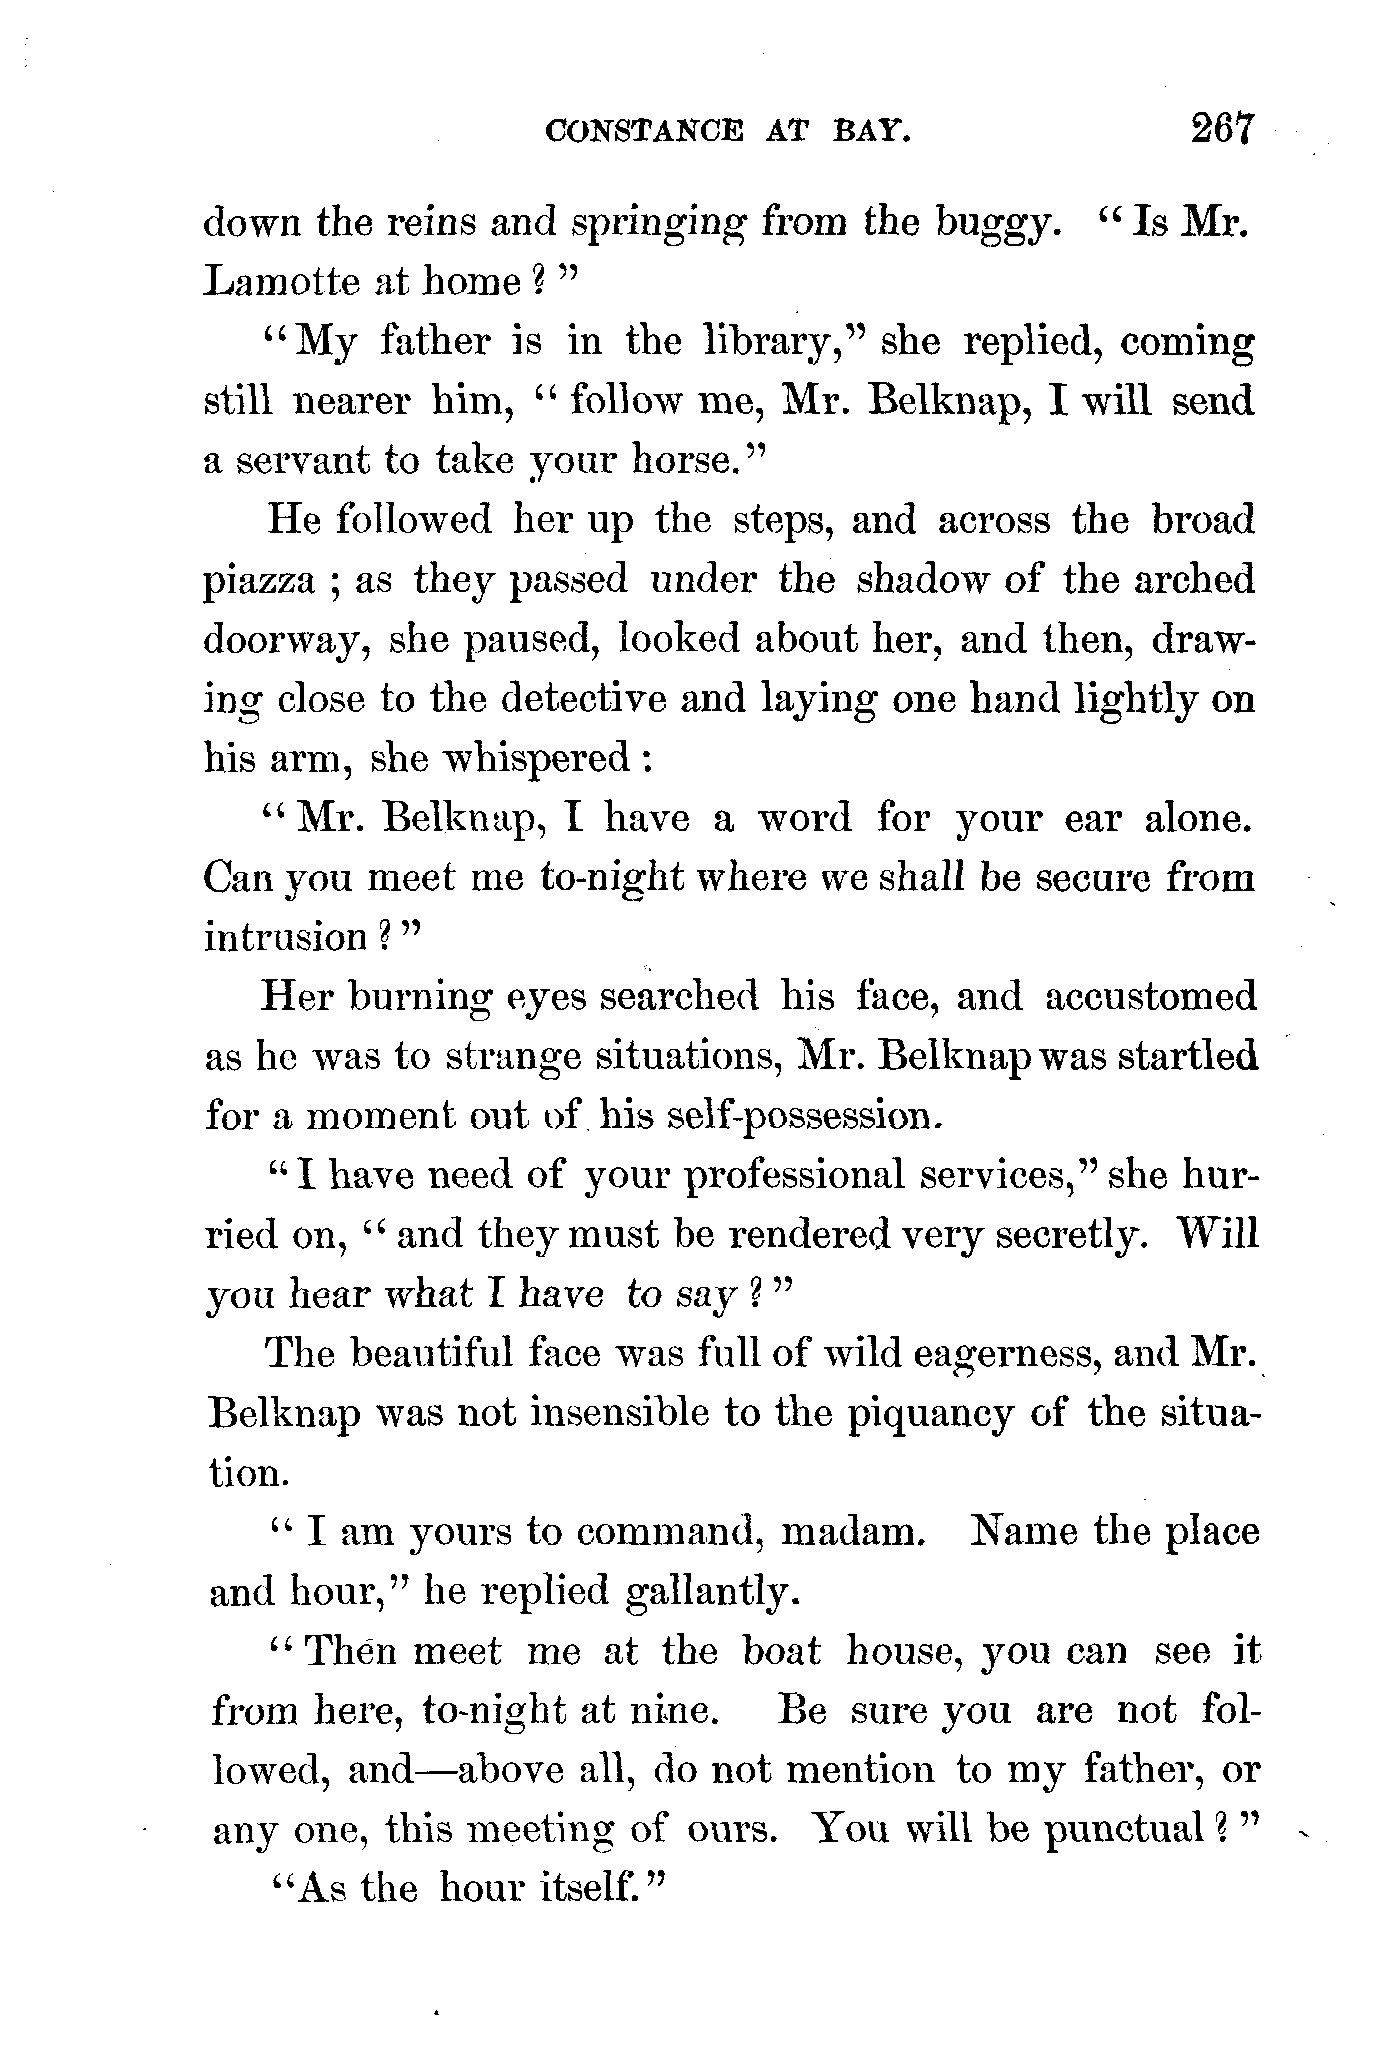 CONSTANCE AT BAY. 267
down the reins and springing from the buggy. “ Is Mr.
Lamotte at home ? ”
“ My father is in the library,” she replied, coming
still nearer him, “ follow me, Mr. Belknap, I will send
a servant to take your horse.”
He followed her up the steps, and across the broad
piazza ; as they passed under the shadow of the arched
doorway, she paused, looked about her, and then, draw-
ing close to the detective and laying one hand lightly on
his arm, she whispered :
“ Mr. Belknap, I have a word for your ear alone.
Can you meet me to-night where we shall be secure from
intrusion ? ”
Her burning eyes searched his face, and accustomed
as he was to strange situations, Mr. Belknap was startled
for a moment out of his self-possession.
“ I have need of your professional services,” she hur-
ried on, “ and they must be rendered very secretly. Will
you hear what I have to say ? ”
The beautiful face was full of wild eagerness, and Mr.
Belknap was not insensible to the piquancy of the situa-
tion.
“ I am yours to command, madam. Name the place
and hour,” he replied gallantly.
“ Then meet me at the boat house, you can see it
from here, to-night at nine. Be sure you are not fol-
lowed, and—above all, do not mention to my father, or
any one, this meeting of ours. You will be punctual ? ”
“As the hour itself.”